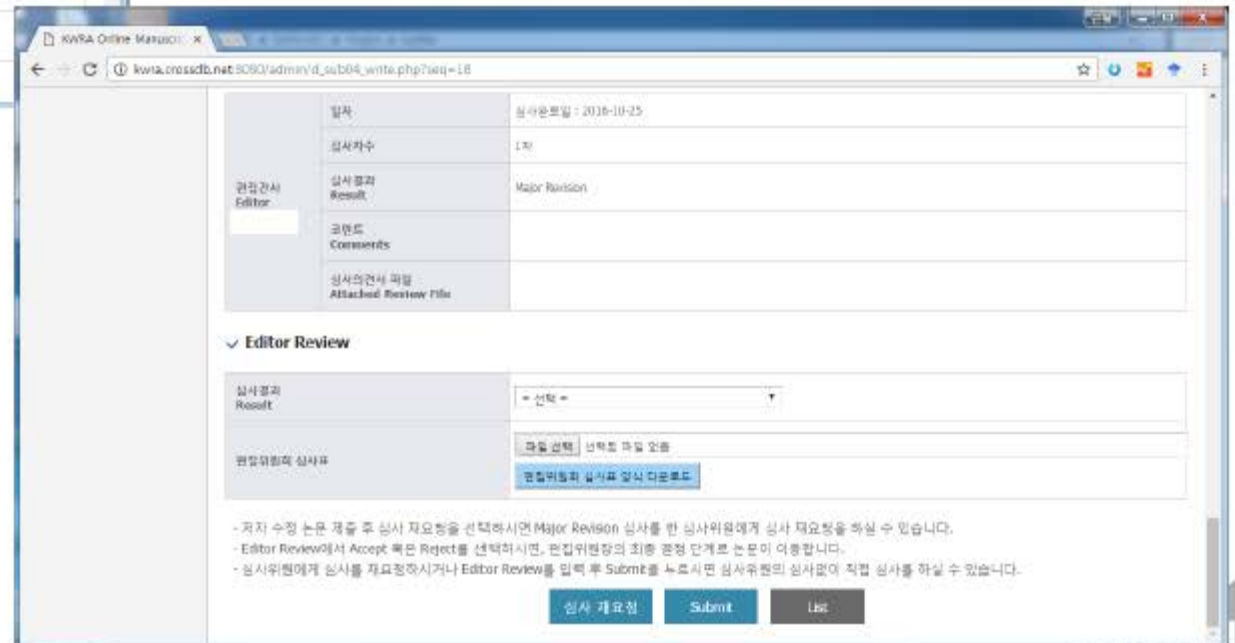 KWRA Online Manuscri
kwra.crossdb.net:8080/admin/d_sub04_write.php?seq=18
일자
심사완료일 : 2016-10-25
심사차수
1차
편집간사
Editor
심사결과
Result
Major Revision
코멘트
Comments
심사의견서 파일
Attached Review File
Editor Review
심사결과
Result
= 선택 =
편집위원회 심사표
파일 선택 선택된 파일 없음
편집위원회 심사표 양식 다운로드
- 저자 수정 논문 제출 후 심사 재요청을 선택하시면 Major Revision 심사를 한 심사위원에게 심사 재요청을 하실 수 있습니다.
- Editor Review에서 Accept 혹은 Reject를 선택하시면, 편집위원장의 최종 결정 단계로 논문이 이동합니다.
- 심사위원에게 심사를 재요청하시거나 Editor Review를 입력 후 Submit를 누르시면 심사위원의 심사없이 직접 심사를 하실 수 있습니다.
심사 재요청
Submit
List